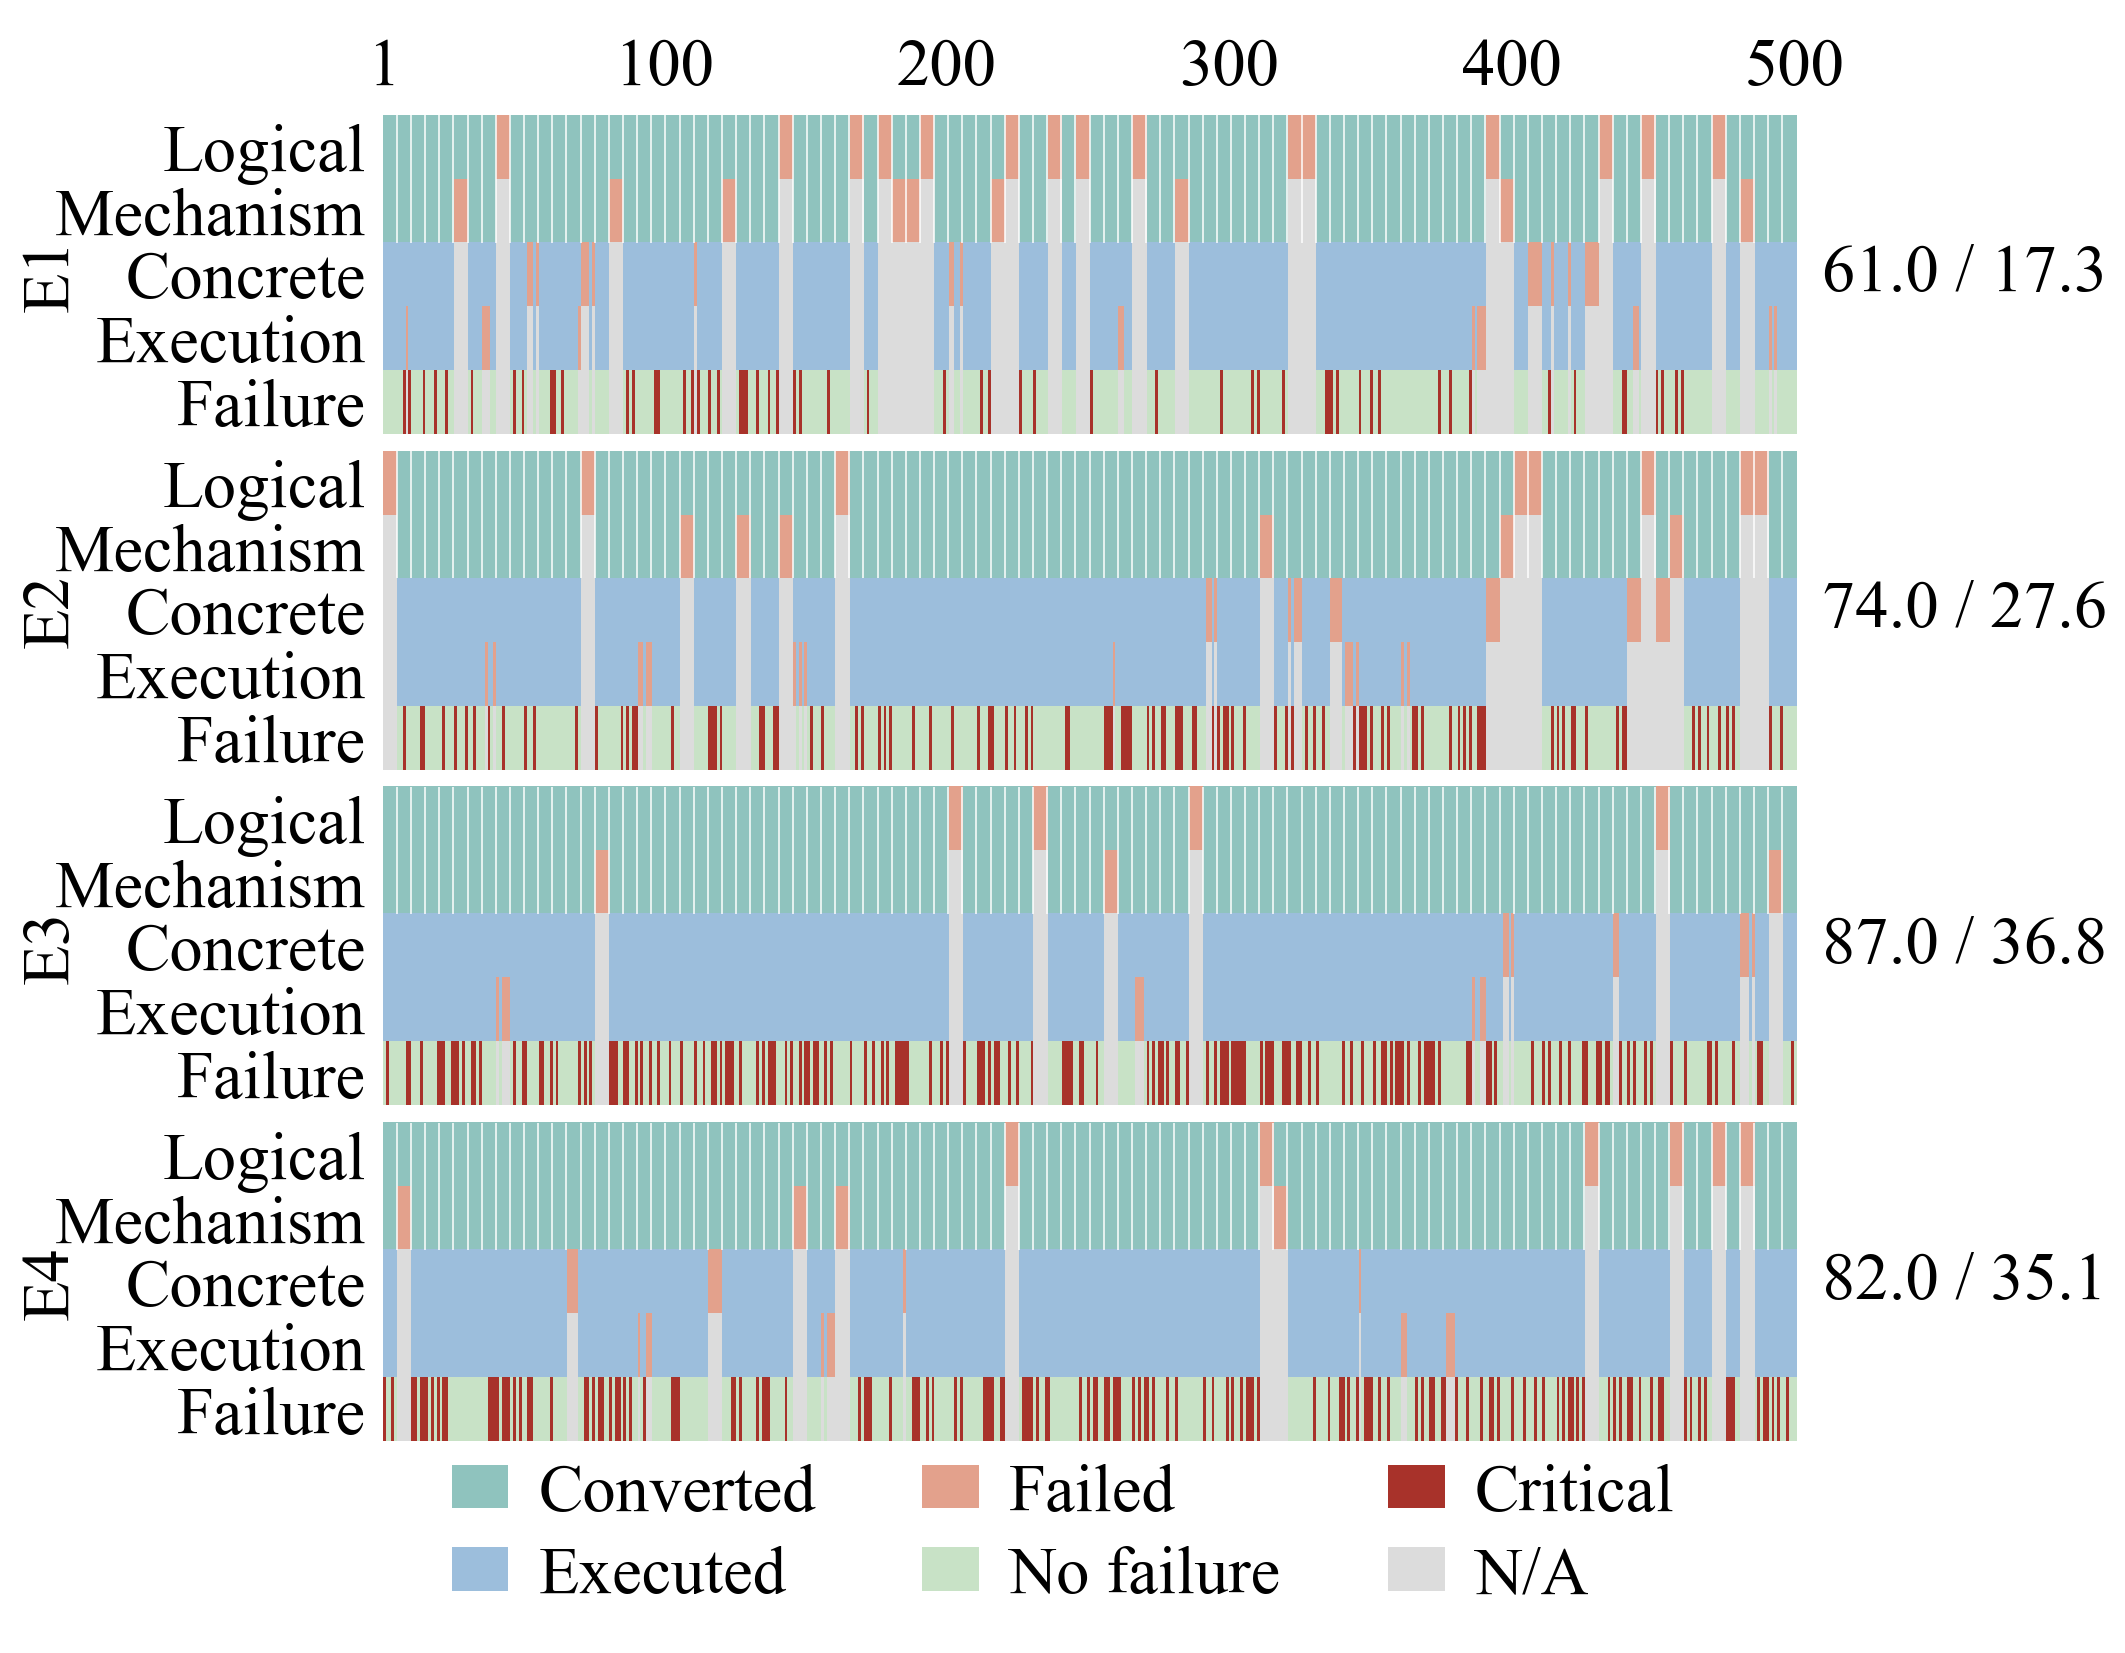 1 100 200 300 400 500
E1
Logical
Mechanism
Concrete
Execution
Failure
61.0 / 17.3
E2
Logical
Mechanism
Concrete
Execution
Failure
74.0 / 27.6
E3
Logical
Mechanism
Concrete
Execution
Failure
87.0 / 36.8
E4
Logical
Mechanism
Concrete
Execution
Failure
82.0 / 35.1
Converted Failed Critical
Executed No failure N/A